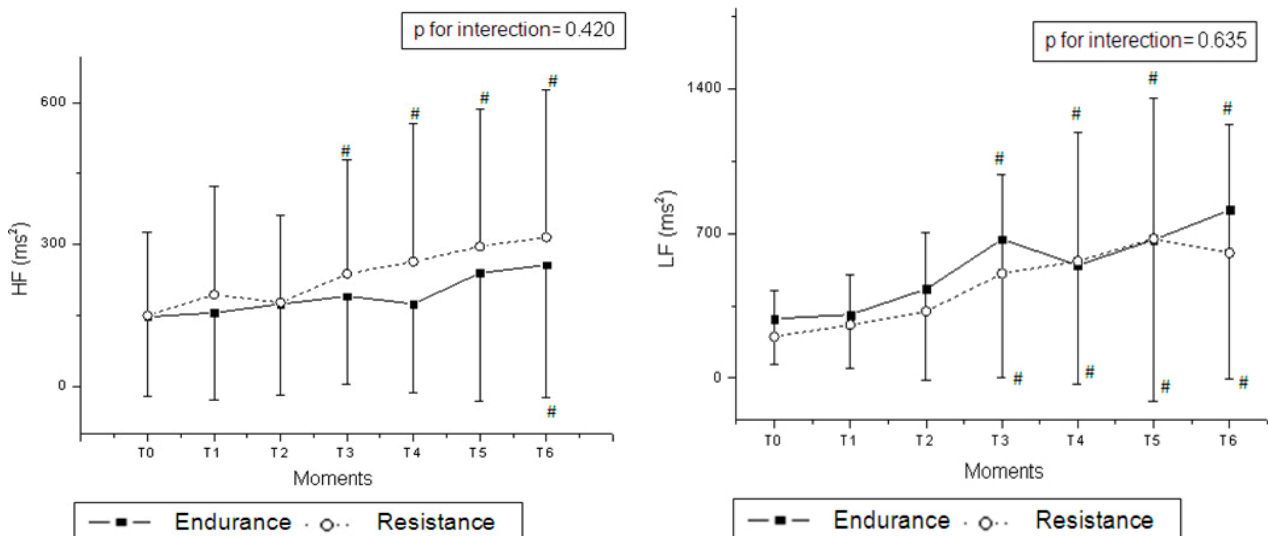 p for interection= 0.420
600
300
0
HF (ms²)
# # # #
#
T0 T1 T2 T3 T4 T5 T6
Moments
Endurance Resistance
p for interection= 0.635
1400
700
0
LF (ms²)
# # # #
# # # #
T0 T1 T2 T3 T4 T5 T6
Moments
Endurance Resistance